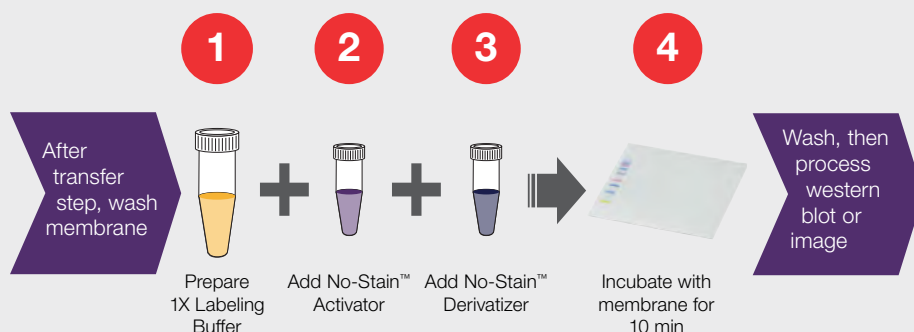 1
2
3
4
After
transfer
step, wash
membrane
Prepare
1X Labeling
Buffer
Add No-Stain™
Activator
Add No-Stain™
Derivatizer
Incubate with
membrane for
10 min
Wash, then
process
western
blot or
image